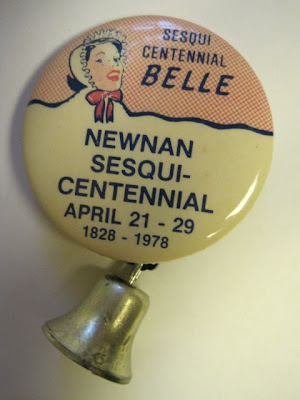 SESQUI
CENTENNIAL
BELLE
NEWNAN
SESQUI-
CENTENNIAL
APRIL 21 - 29
1828 - 1978